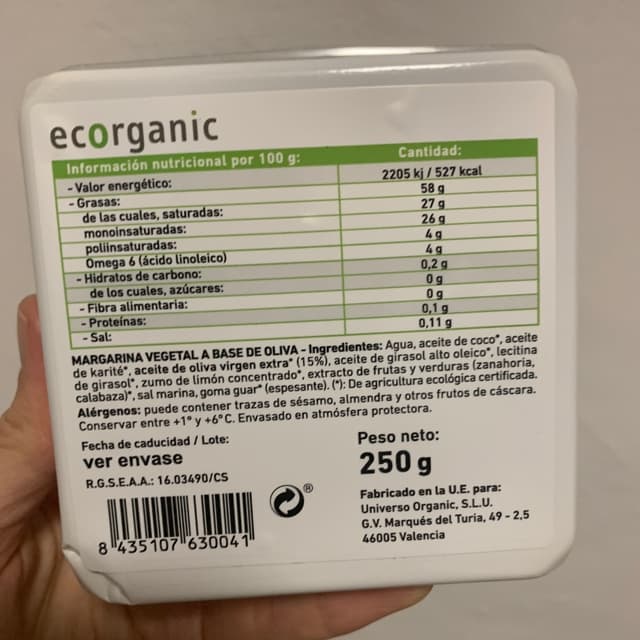 ecorganic
Información nutricional por 100 g: Cantidad:
- Valor energético: 2205 kj / 527 kcal
- Grasas: 58 g
de las cuales, saturadas: 27 g
monoinsaturadas: 26 g
poliinsaturadas: 4 g
Omega 6 (ácido linoleico) 4 g
- Hidratos de carbono: 0,2 g
de los cuales, azúcares: 0 g
- Fibra alimentaria: 0 g
- Proteínas: 0,1 g
- Sal: 0,11 g
MARGARINA VEGETAL A BASE DE OLIVA - Ingredientes: Agua, aceite de coco*, aceite
de karité*, aceite de oliva virgen extra* (15%), aceite de girasol alto oleico*, lecitina
de girasol*, zumo de limón concentrado*, extracto de frutas y verduras (zanahoria,
calabaza)*, sal marina, goma guar* (espesante). (*): De agricultura ecológica certificada.
Alérgenos: puede contener trazas de sésamo, almendra y otros frutos de cáscara.
Conservar entre +1° y +6°C. Envasado en atmósfera protectora.
Fecha de caducidad / Lote:
ver envase
R.G.S.E.A.A.: 16.03490/CS
8 435107 630041
®
Peso neto:
250 g
Fabricado en la U.E. para:
Universo Organic, S.L.U.
G.V. Marqués del Turia, 49 - 2,5
46005 Valencia